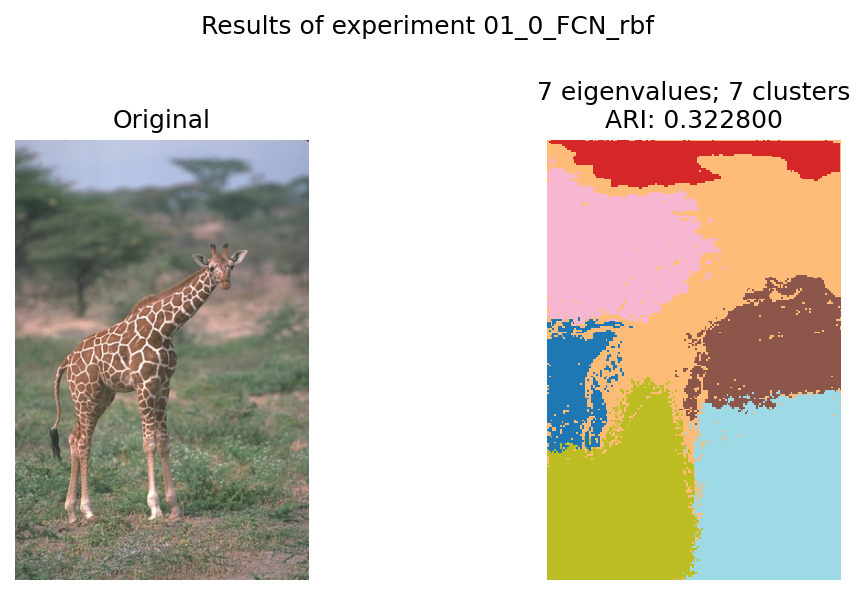 Results of experiment 01_0_FCN_rbf
Original
7 eigenvalues; 7 clusters
ARI: 0.322800